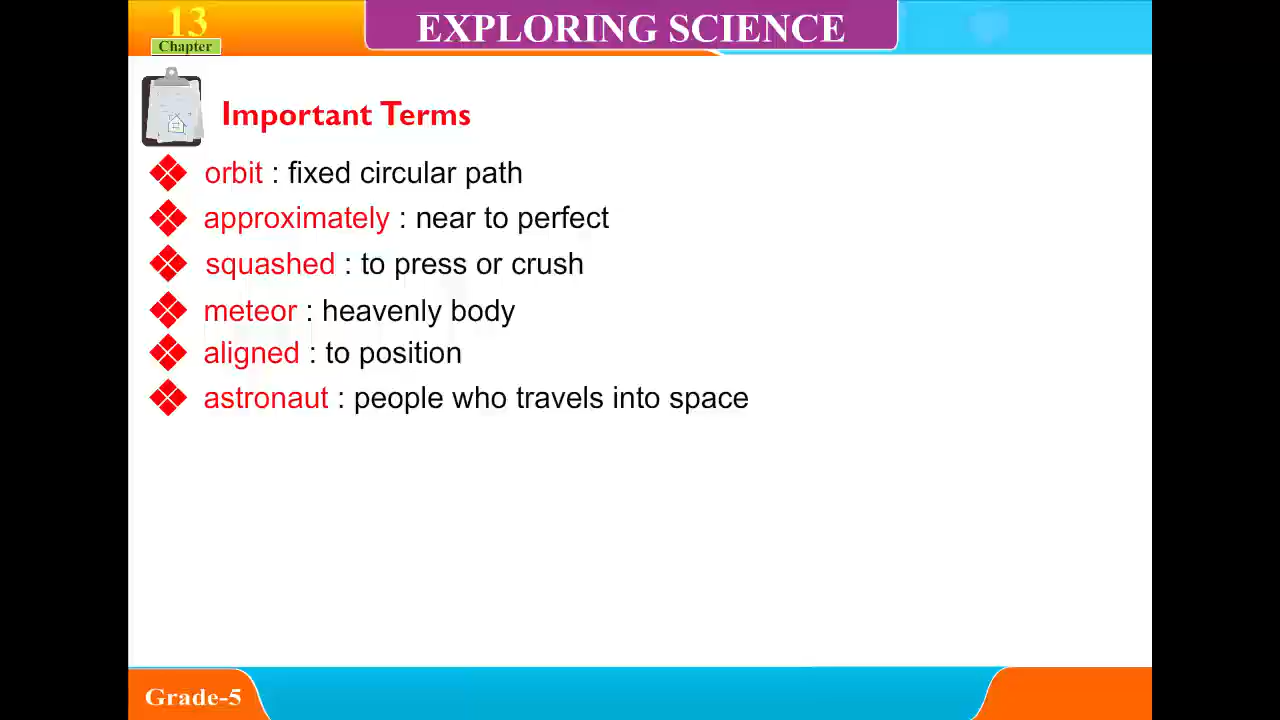 13
Chapter
EXPLORING SCIENCE
Important Terms
orbit : fixed circular path
approximately : near to perfect
squashed : to press or crush
meteor : heavenly body
aligned : to position
astronaut : people who travels into space
Grade-5